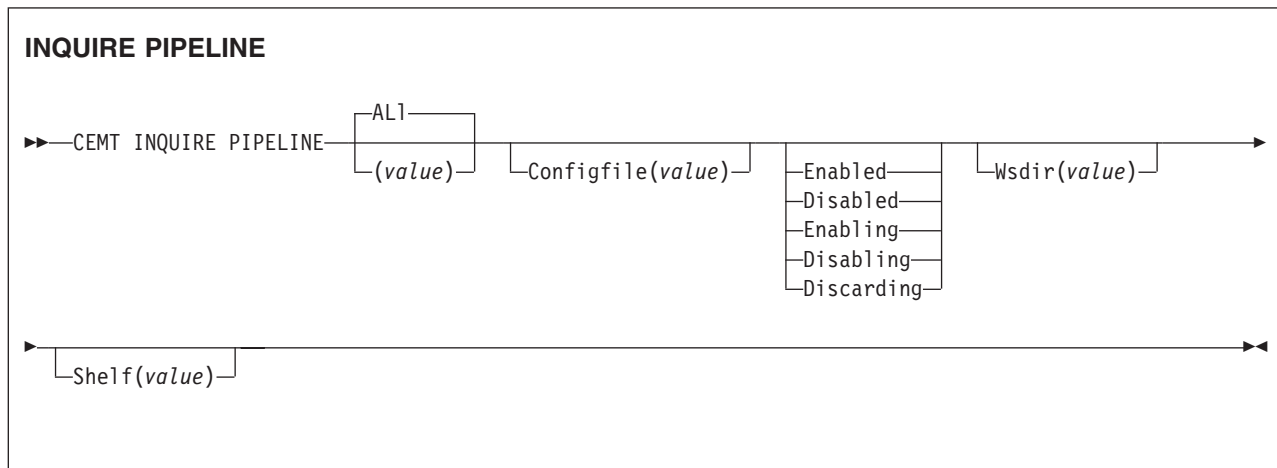 INQUIRE PIPELINE
ALl
CEMT INQUIRE PIPELINE
(value)
Configfile(value)
Enabled
Disabled
Enabling
Disabling
Discarding
Wsdir(value)
Shelf(value)